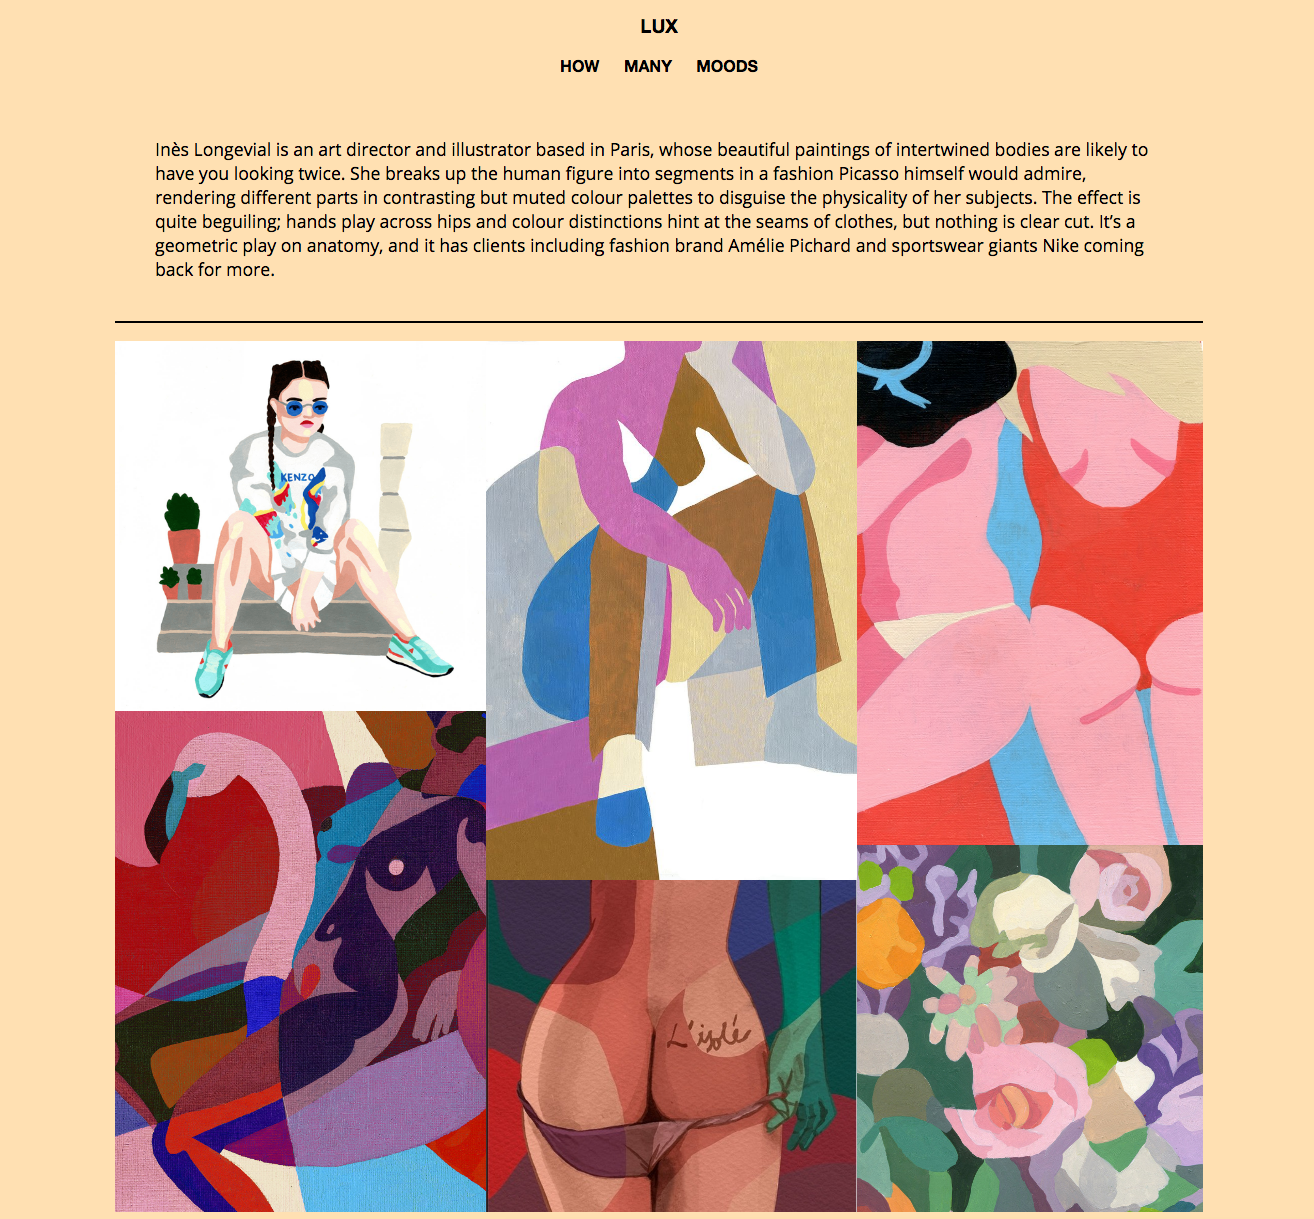 LUX
HOW MANY MOODS
Inès Longevial is an art director and illustrator based in Paris, whose beautiful paintings of intertwined bodies are likely to
have you looking twice. She breaks up the human figure into segments in a fashion Picasso himself would admire,
rendering different parts in contrasting but muted colour palettes to disguise the physicality of her subjects. The effect is
quite beguiling; hands play across hips and colour distinctions hint at the seams of clothes, but nothing is clear cut. It’s a
geometric play on anatomy, and it has clients including fashion brand Amélie Pichard and sportswear giants Nike coming
back for more.
KENZO